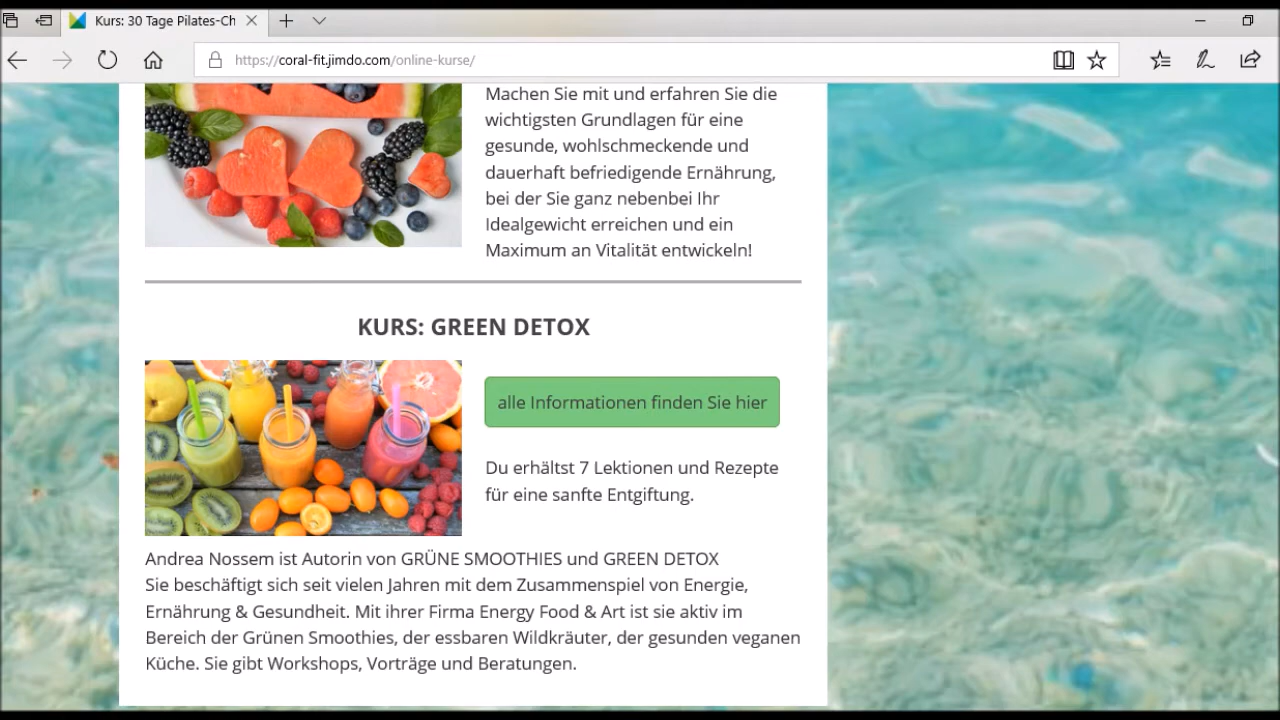 Kurs: 30 Tage Pilates-Ch
https://coral-fit.jimdo.com/online-kurse/
Machen Sie mit und erfahren Sie die
wichtigsten Grundlagen für eine
gesunde, wohlschmeckende und
dauerhaft befriedigende Ernährung,
bei der Sie ganz nebenbei Ihr
Idealgewicht erreichen und ein
Maximum an Vitalität entwickeln!
KURS: GREEN DETOX
alle Informationen finden Sie hier
Du erhältst 7 Lektionen und Rezepte
für eine sanfte Entgiftung.
Andrea Nossem ist Autorin von GRÜNE SMOOTHIES und GREEN DETOX
Sie beschäftigt sich seit vielen Jahren mit dem Zusammenspiel von Energie,
Ernährung & Gesundheit. Mit ihrer Firma Energy Food & Art ist sie aktiv im
Bereich der Grünen Smoothies, der essbaren Wildkräuter, der gesunden veganen
Küche. Sie gibt Workshops, Vorträge und Beratungen.